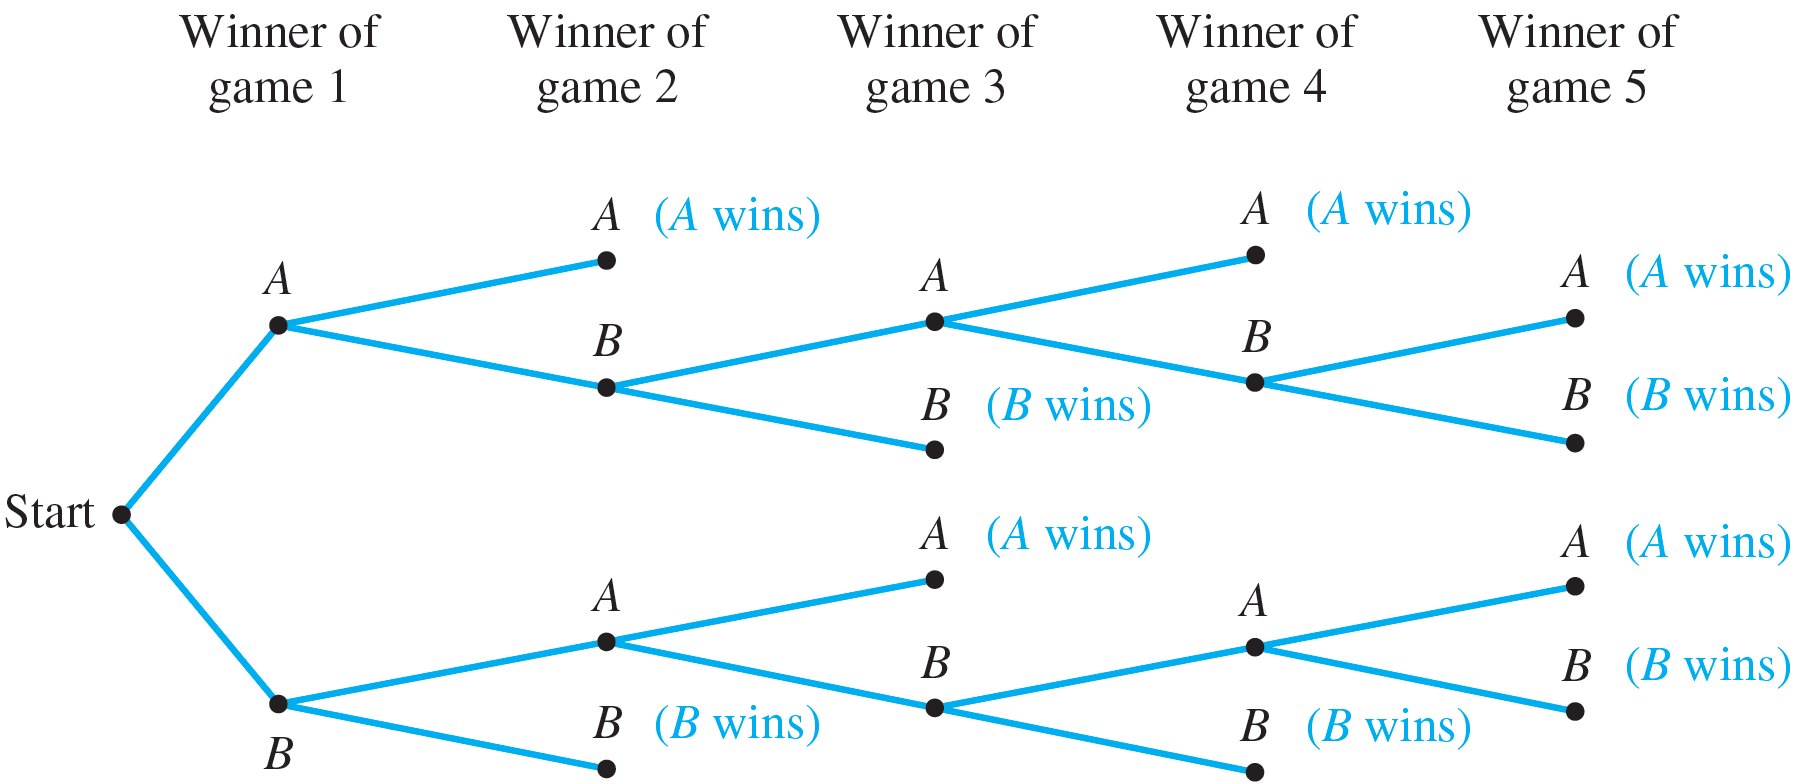 Winner of game 1
Winner of game 2
Winner of game 3
Winner of game 4
Winner of game 5
A (A wins)
A (A wins)
A
A
A (A wins)
B
B
B (B wins)
B (B wins)
Start
A (A wins)
A (A wins)
A
A
B
B (B wins)
B (B wins)
B (B wins)
B